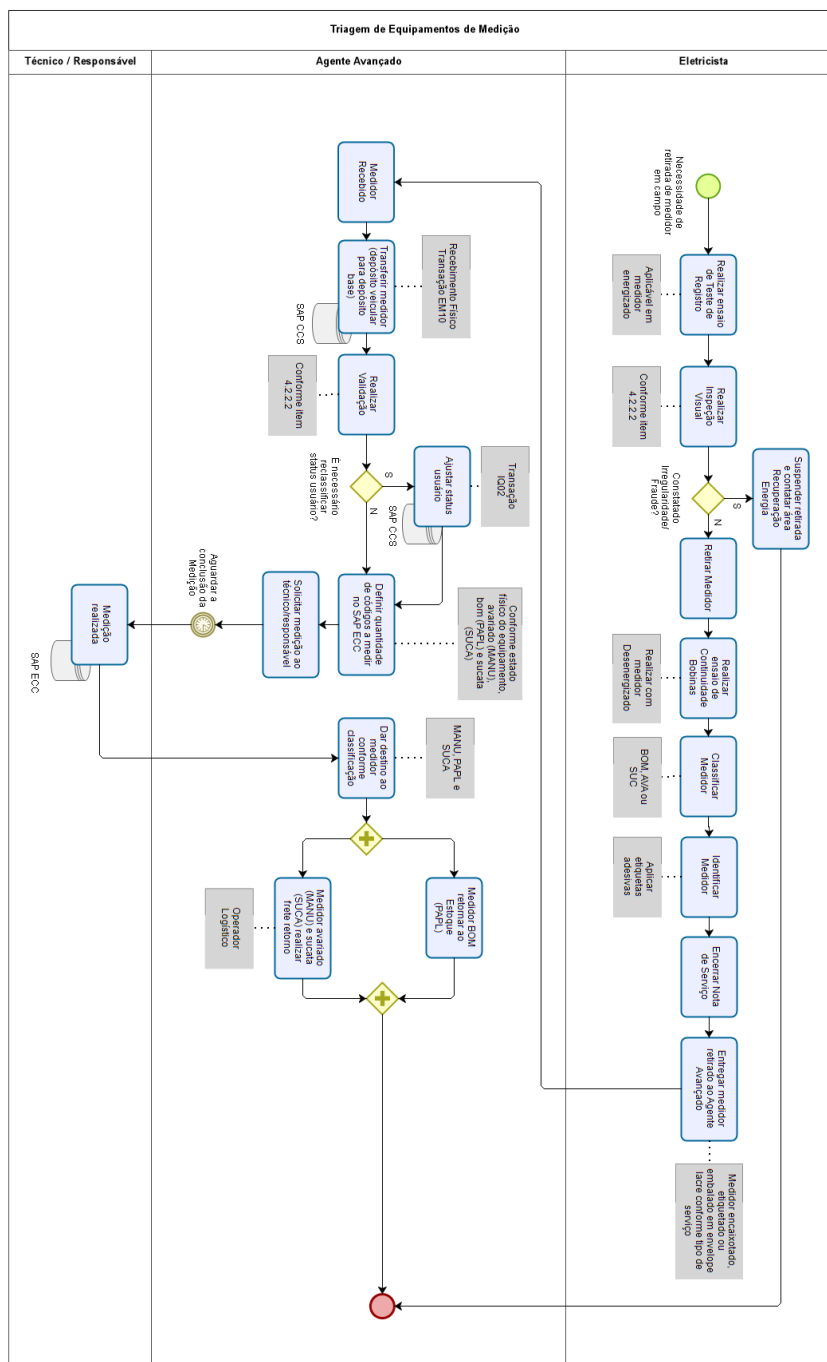 Triagem de Equipamentos de Medição
Técnico / Responsável
Agente Avançado
Eletricista
Necessidade de
retirada de medidor
em campo
Realizar ensaio
de Teste de
Registro
Aplicável em
medidor
energizado
Realizar
Inspeção
Visual
Conforme item
4.2.2.2
Constatado
Irregularidade/
Fraude?
S
N
Suspender retirada
e contatar área
Recuperação
Energia
Retirar Medidor
Realizar
ensaio de
Continuidade
Bobinas
Realizar com
medidor
Desenergizado
Classificar
Medidor
BOM, AVA ou
SUC
Identificar
Medidor
Aplicar
etiquetas
adesivas
Encerrar Nota
de Serviço
Entregar medidor
retirado ao Agente
Avançado
Medidor encaixotado,
etiquetado ou
embalado em envelope
lacre conforme tipo de
serviço
Medidor
Recebido
Transferir medidor
(depósito veicular
para depósito
base)
SAP CCS
Recebimento Físico
Transação EM10
Realizar
Validação
Conforme item
4.2.2.2
É necessário
reclassificar
status usuário?
S
N
Ajustar status
usuário
SAP CCS
Transação
IQ02
Definir quantidade
de códigos a medir
no SAP ECC
Conforme estado
físico do equipamento,
avariado (MANU),
bom (PAPL) e sucata
(SUCA)
Solicitar medição ao
técnico/responsável
Aguardar a
conclusão da
Medição
Medição
realizada
SAP ECC
Dar destino ao
medidor
conforme
classificação
MANU, PAPL e
SUCA
Medidor BOM
retornar ao
Estoque
(PAPL)
Medidor avariado
(MANU) e sucata
(SUCA) realizar
frete retorno
Operador
Logístico